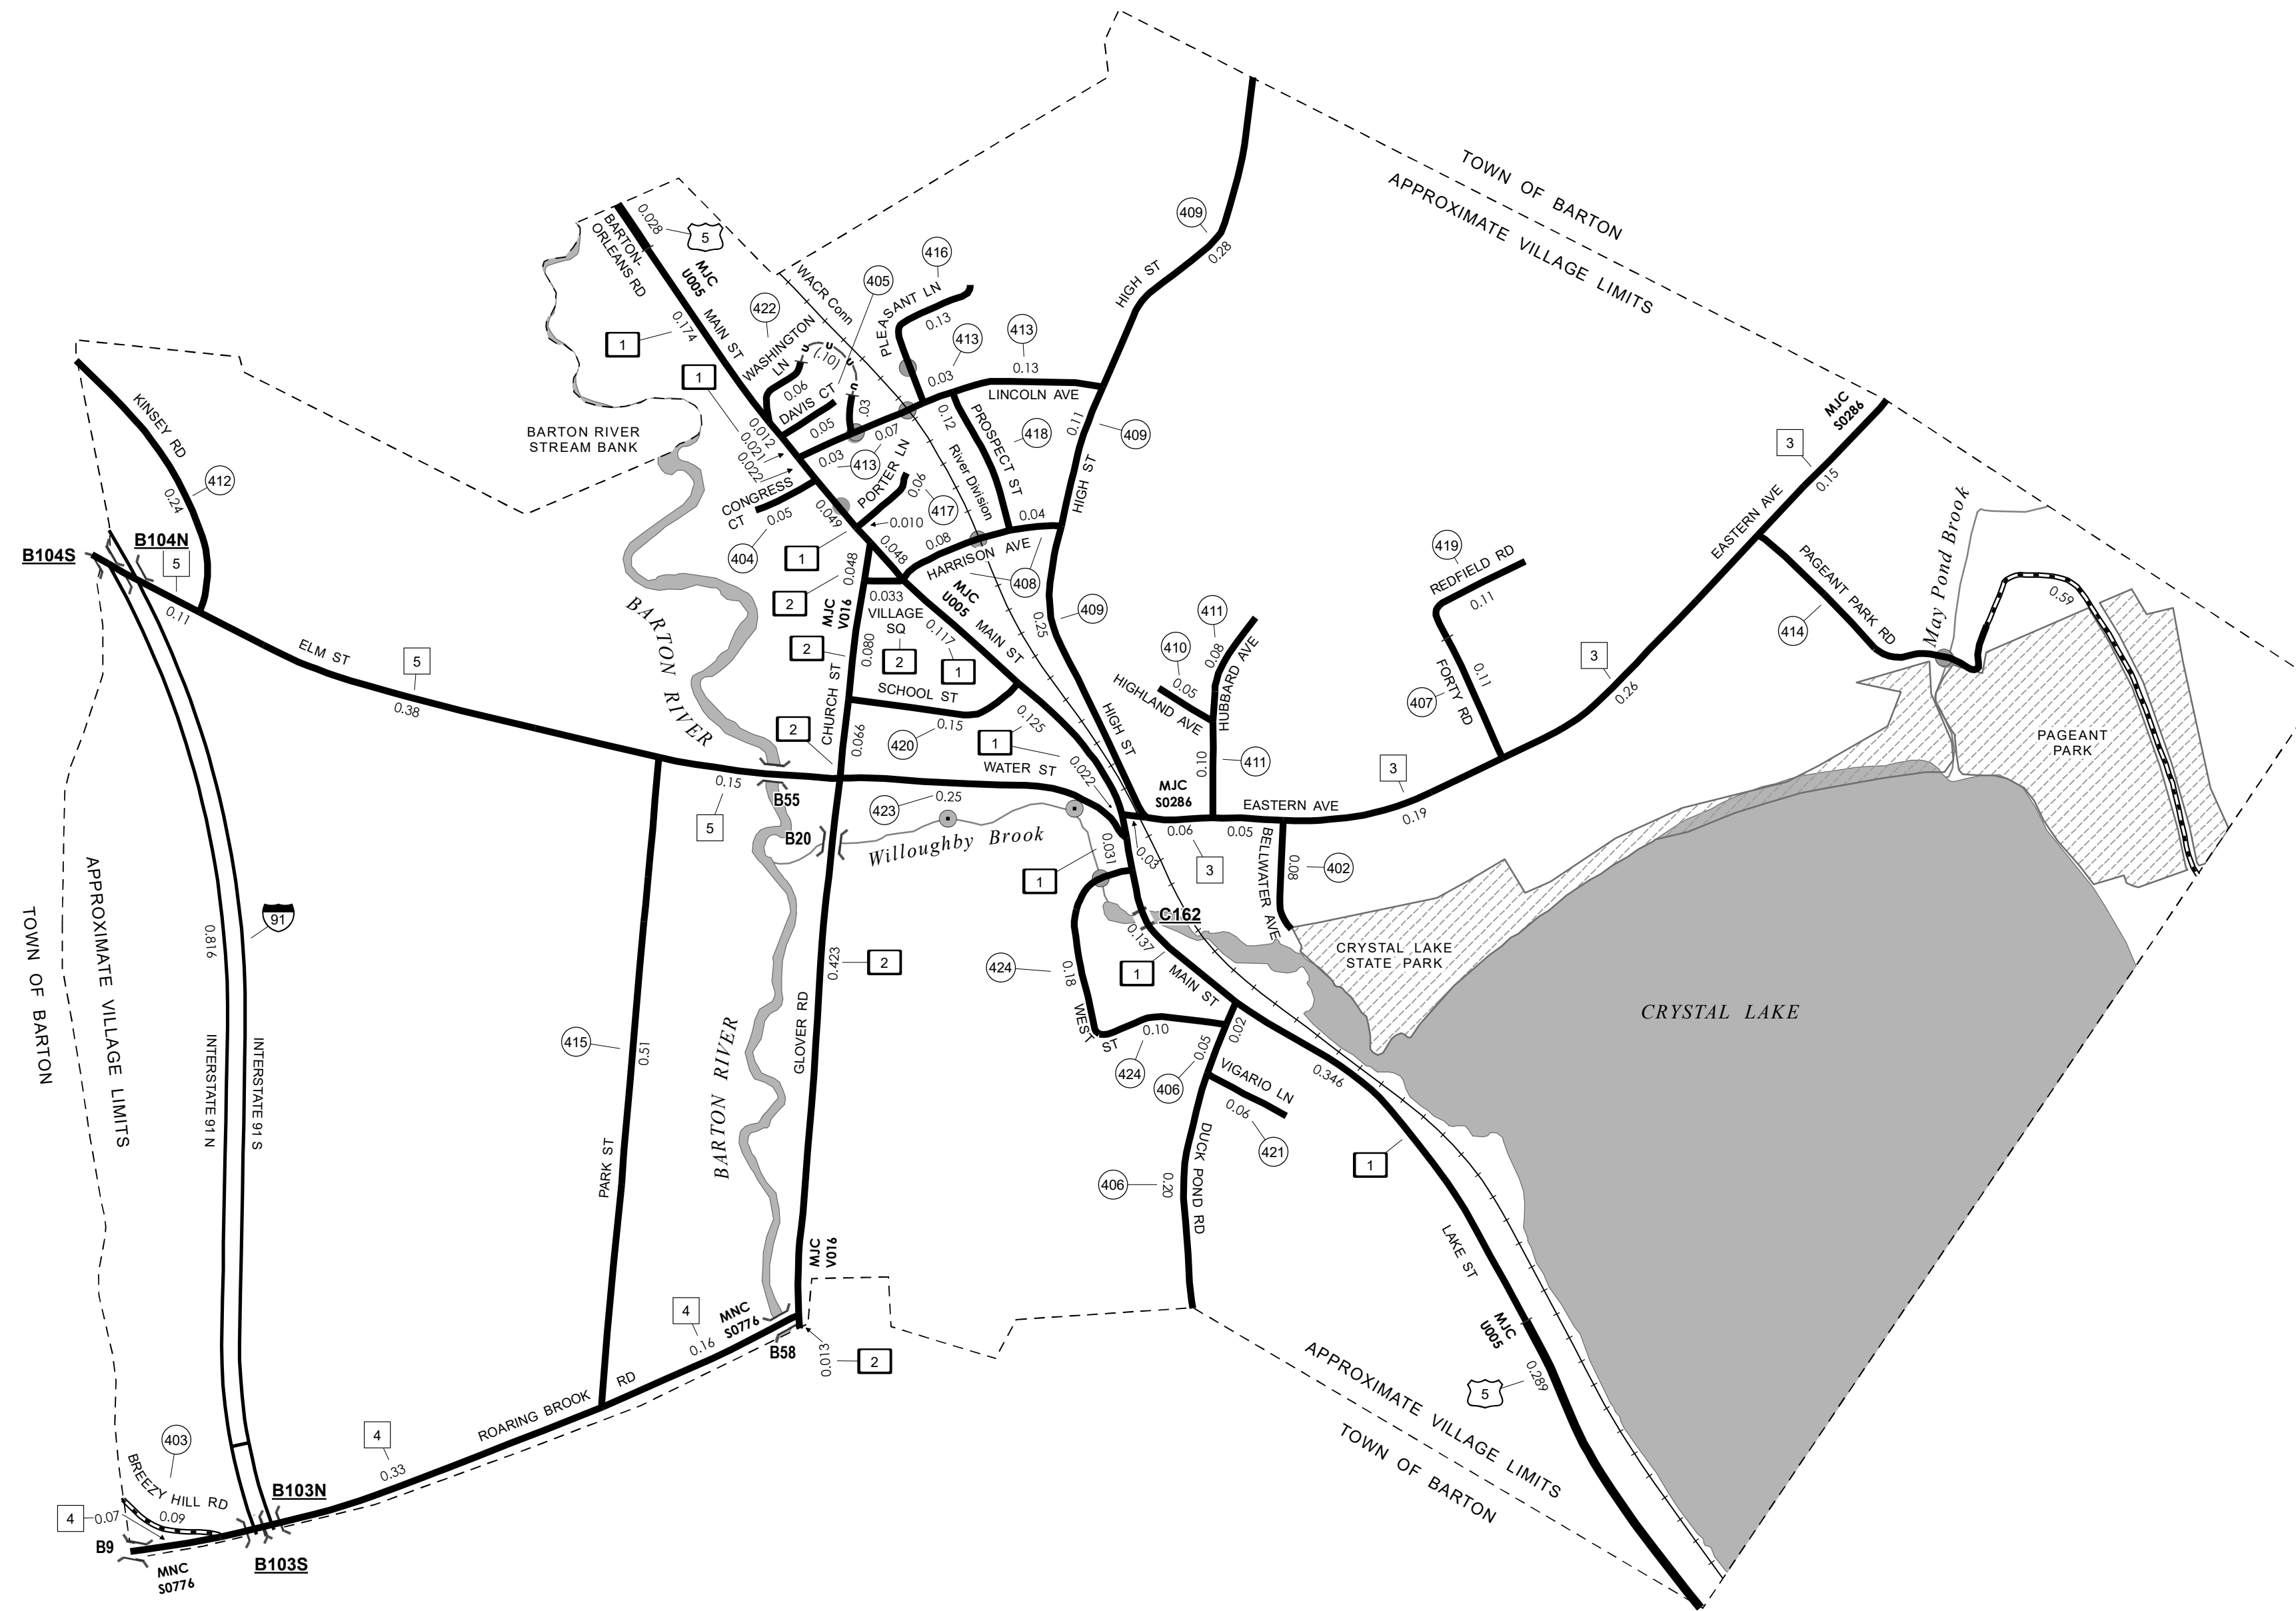 TOWN OF BARTON
APPROXIMATE VILLAGE LIMITS
409
0.28
HIGH ST
0.028
5
BARTON-
ORLEANS RD
MJC
U005
WACR Conn
416
405
422
PLEASANT LN
0.13
413
413
0.03
0.13
LINCOLN AVE
1
0.174
MAIN ST
WASHINGTON
LN
(.10)
U
U
U
U
0.06
DAVIS CT
.03
1
0.012
0.021
0.022
0.05
0.03
0.07
413
0.12
PROSPECT ST
418
0.11
409
HIGH ST
BARTON RIVER
STREAM BANK
KINSEY RD
412
0.24
CONGRESS
CT
0.05
404
PORTER LN
0.06
417
0.049
0.010
River Division
0.04
1
0.048
0.08
HARRISON AVE
408
B104S
B104N
5
0.11
ELM ST
5
0.38
BARTON RIVER
2
0.048
MJC
V016
0.033
VILLAGE
SQ
2
2
0.080
MJC
U005
MAIN ST
0.117
1
0.25
409
SCHOOL ST
0.15
420
CHURCH ST
2
0.066
0.125
1
0.022
WATER ST
HIGH ST
410
0.05
HIGHLAND AVE
411
0.08
HUBBARD AVE
0.10
411
419
REDFIELD RD
0.11
407
FORTY RD
0.11
MJC
S0286
3
0.15
EASTERN AVE
PAGEANT PARK RD
414
May Pond Brook
0.59
PAGEANT
PARK
3
0.26
3
0.19
MJC
S0286
EASTERN AVE
0.06
0.05
3
0.03
BELLWATER AVE
0.08
402
0.15
5
B55
B20
423
0.25
Willoughby Brook
0.031
1
C162
0.137
1
MAIN ST
CRYSTAL LAKE
STATE PARK
CRYSTAL LAKE
TOWN OF BARTON
APPROXIMATE VILLAGE LIMITS
0.816
91
INTERSTATE 91 N
INTERSTATE 91 S
415
0.51
PARK ST
BARTON RIVER
GLOVER RD
0.423
2
424
0.18
WEST ST
0.10
424
0.02
0.05
406
VIGARIO LN
0.06
421
406
0.20
DUCK POND RD
0.346
1
LAKE ST
MJC
U005
0.289
5
MJC
V016
4
MNC
S0776
0.16
B58
0.013
2
ROARING BROOK RD
4
0.33
403
BREEZY HILL RD
0.09
4
0.07
B9
MNC
S0776
B103N
B103S
APPROXIMATE VILLAGE LIMITS
TOWN OF BARTON